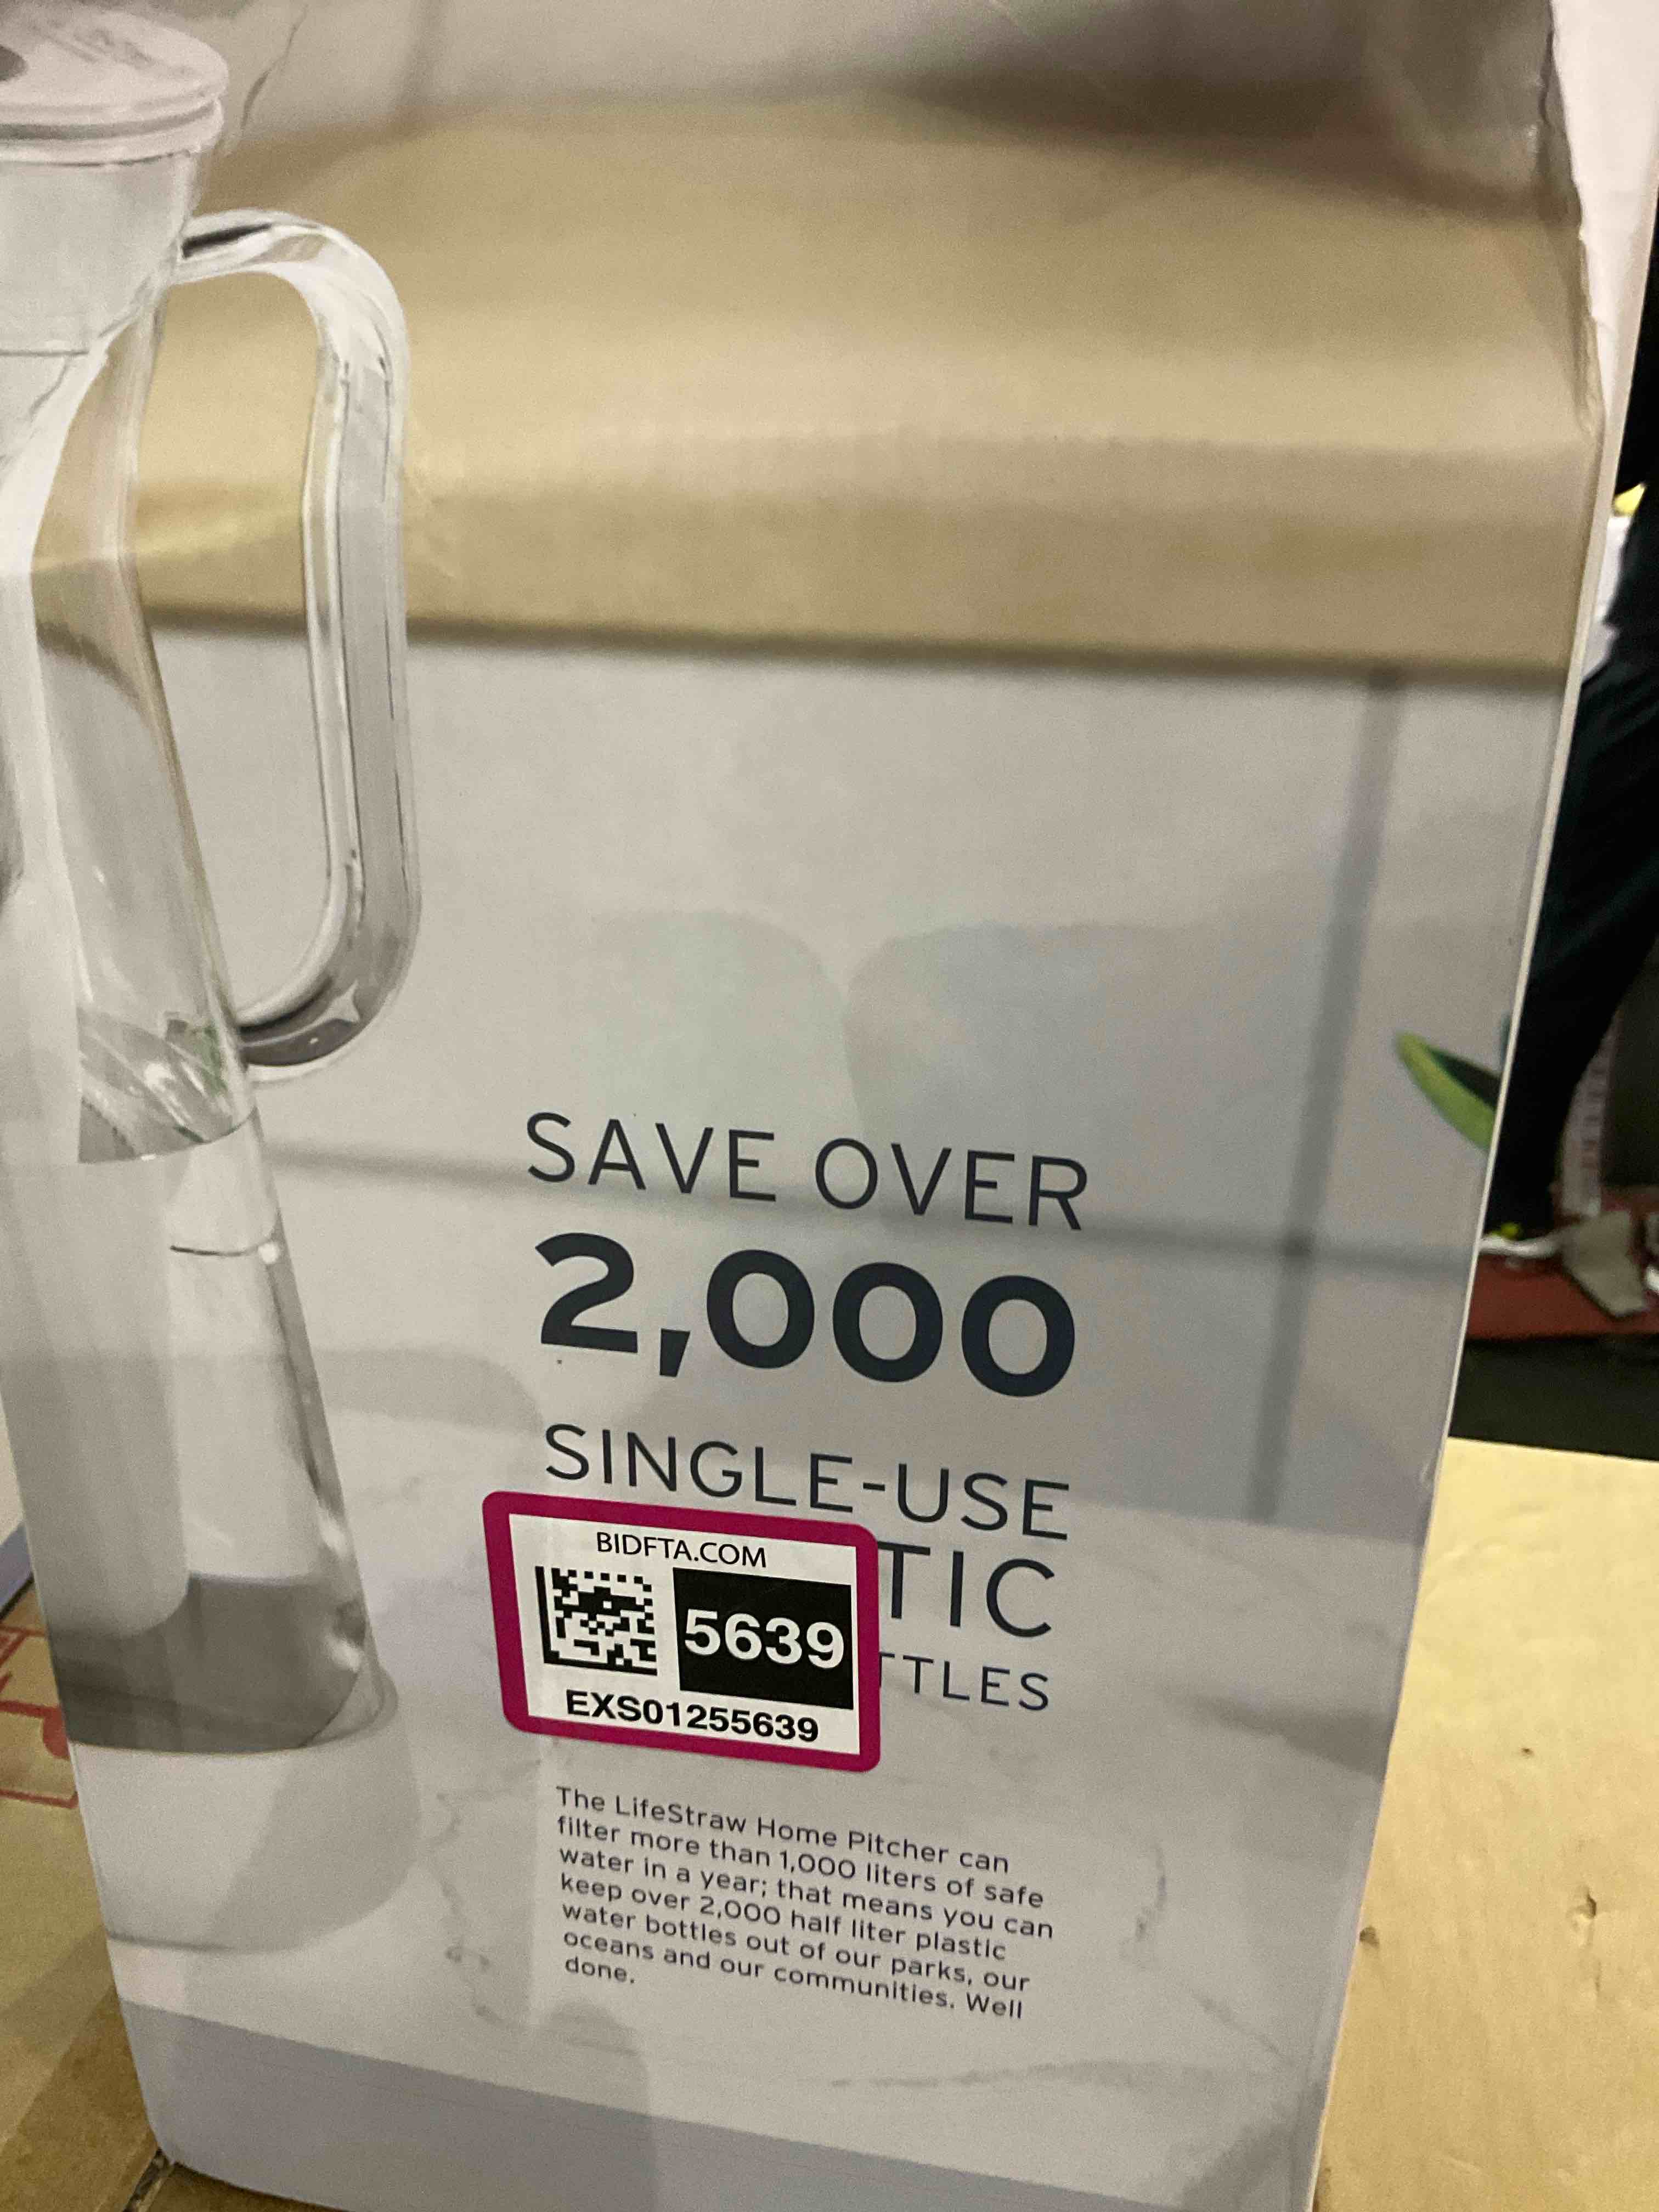 SAVE OVER
2,000
SINGLE-USE
TIC
TTLES
BIDFTA.COM
5639
EXS01255639
The LifeStraw Home Pitcher can
filter more than 1,000 liters of safe
water in a year; that means you can
keep over 2,000 half liter plastic
water bottles out of our parks, our
oceans and our communities. Well
done.